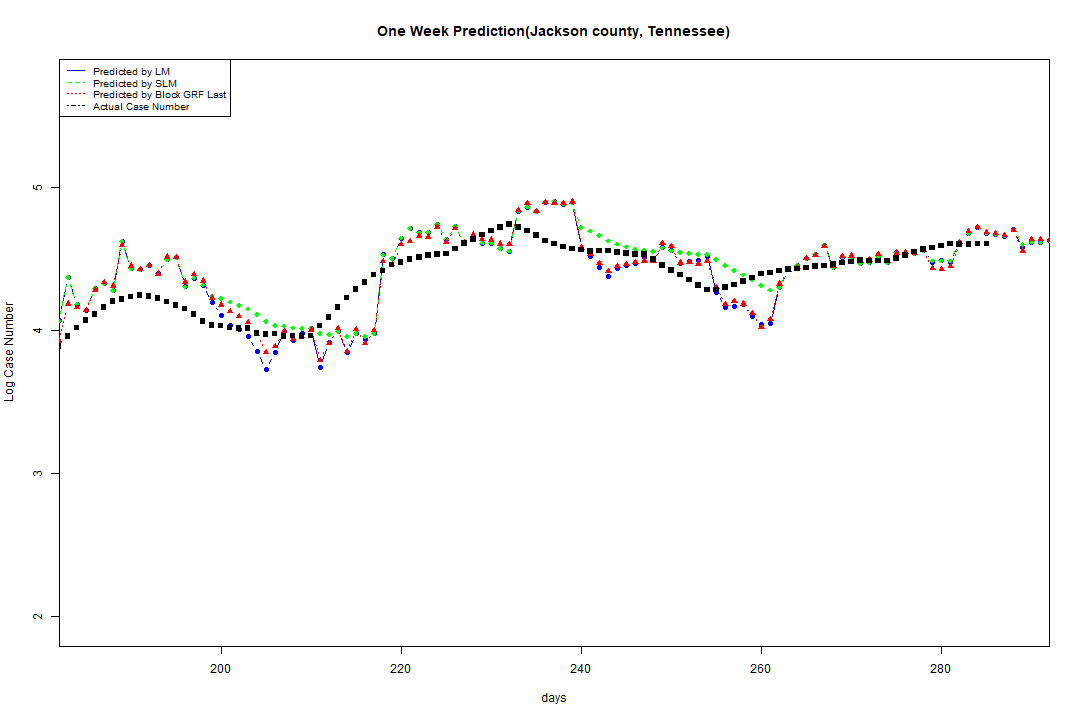 One Week Prediction(Jackson county, Tennessee)
Predicted by LM
Predicted by SLM
Predicted by Block GRF Last
Actual Case Number
5
4
3
2
Log Case Number
200 220 240 260 280
days